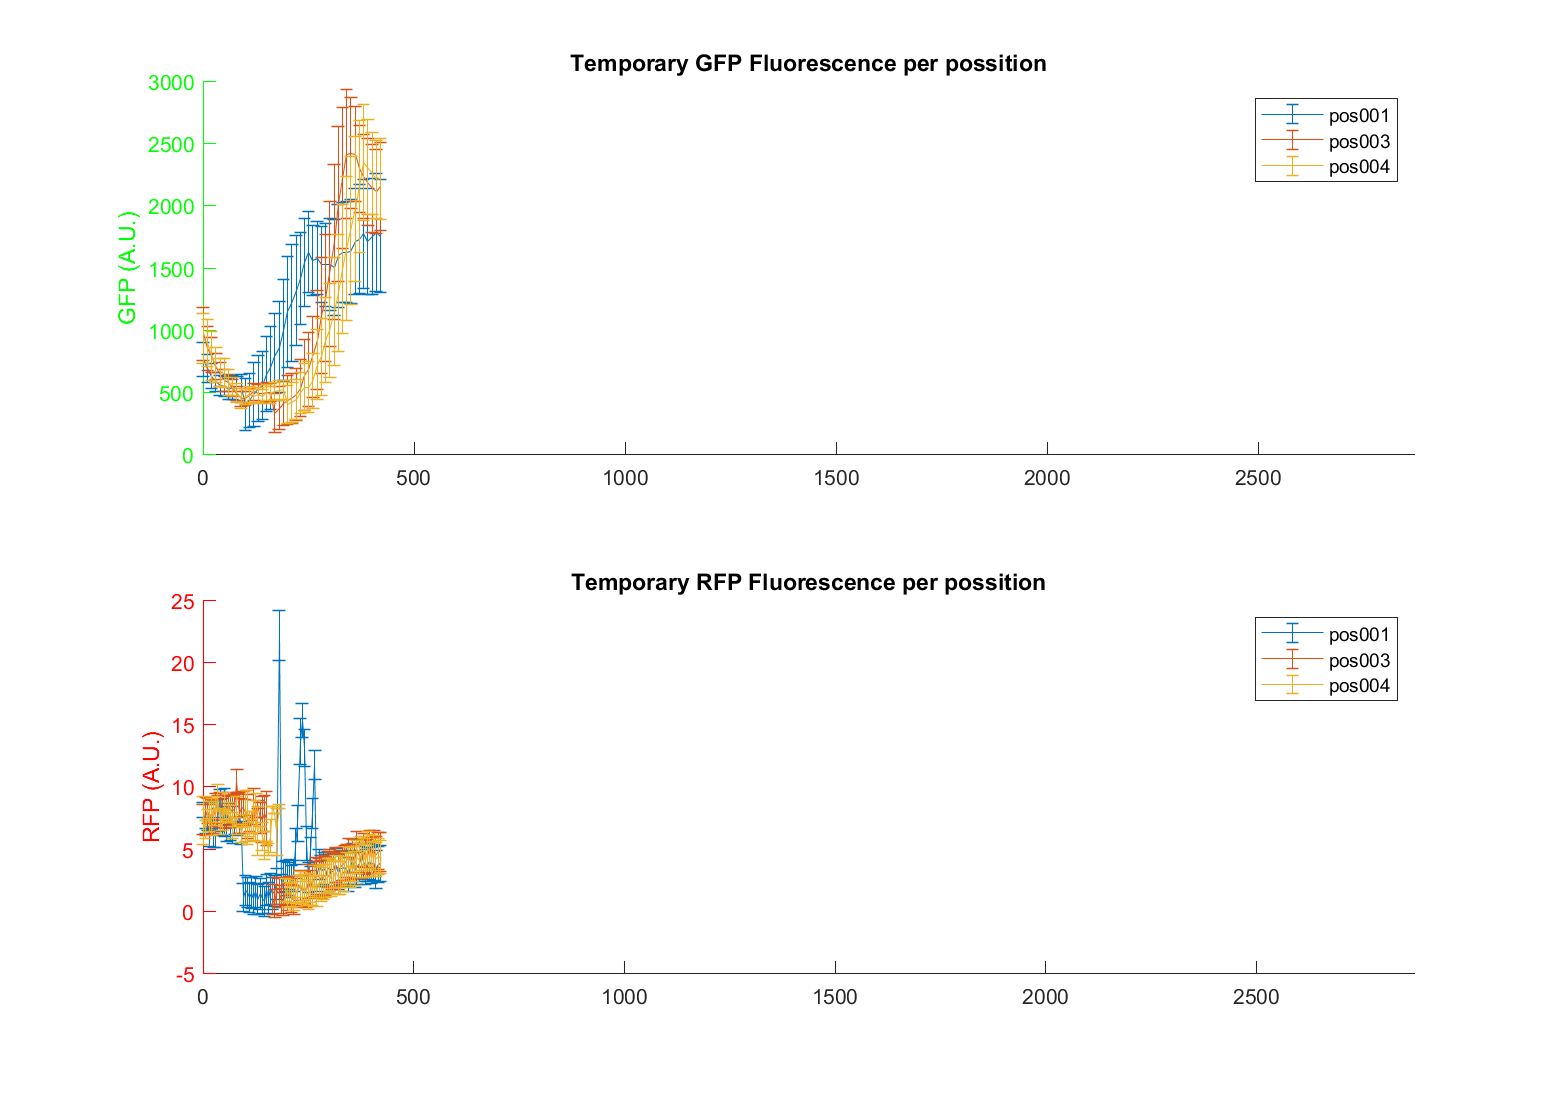 Temporary GFP Fluorescence per possition
GFP (A.U.)
3000
2500
2000
1500
1000
500
0
0 500 1000 1500 2000 2500
pos001
pos003
pos004
Temporary RFP Fluorescence per possition
RFP (A.U.)
25
20
15
10
5
0
-5
0 500 1000 1500 2000 2500
pos001
pos003
pos004